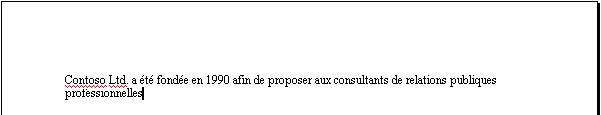 Contoso Ltd. a été fondée en 1990 afin de proposer aux consultants de relations publiques
professionnelles